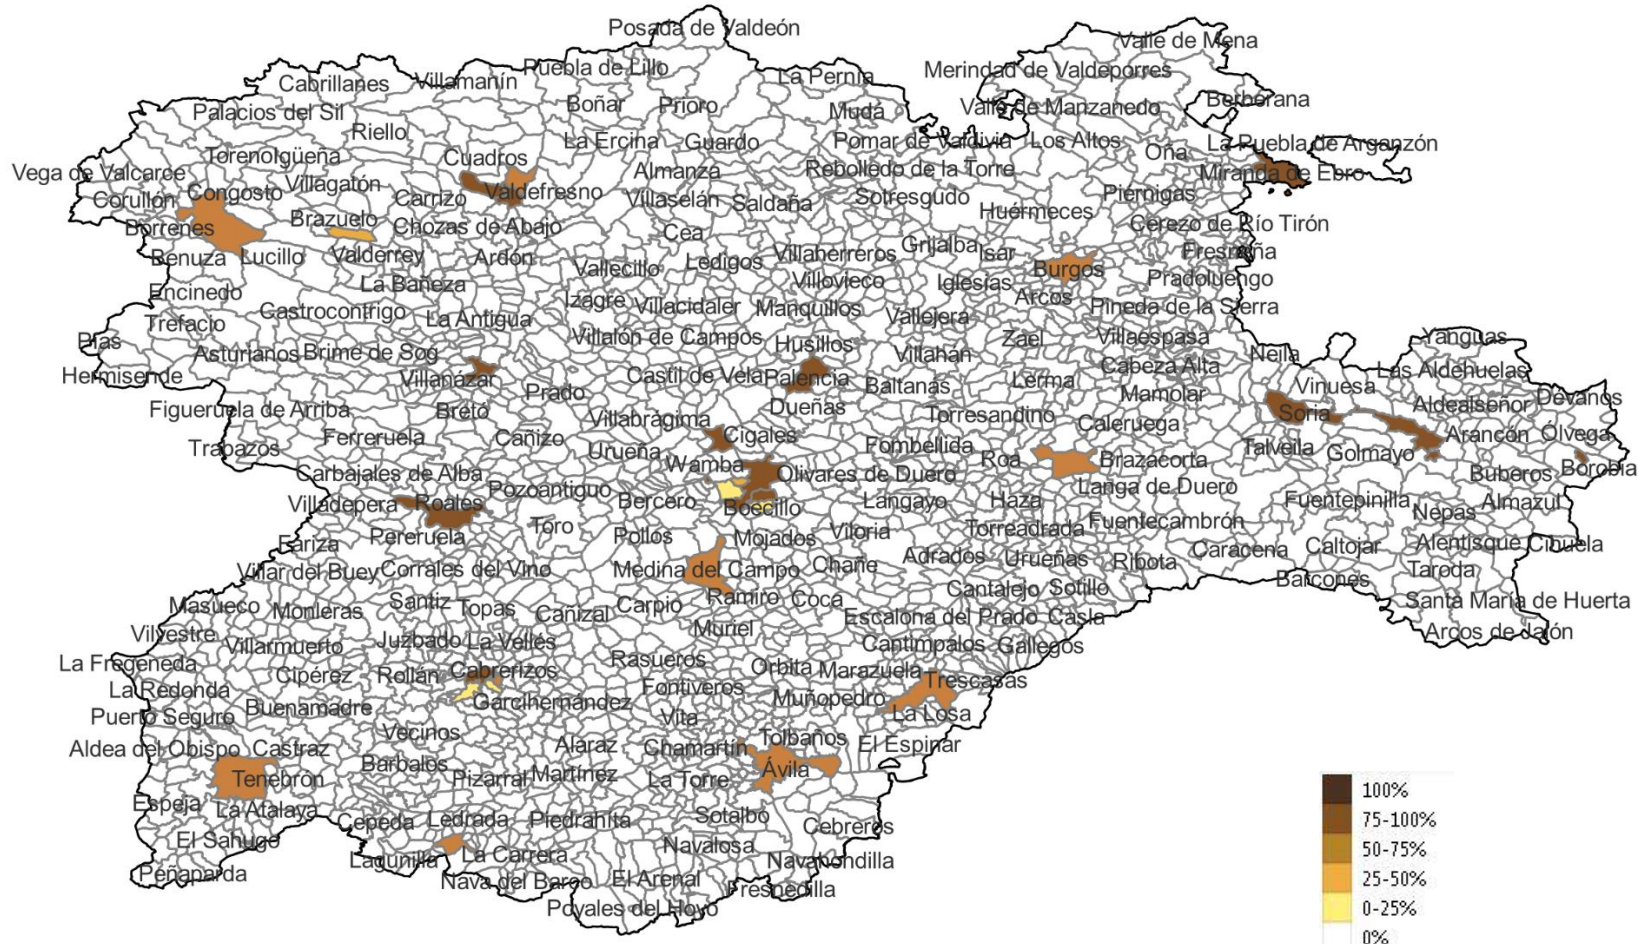 Posada de Valdeón
Valle de Mena
Puebla de Lillo
Merindad de Valdeporres
La Pernía
Cabrillanes
Villamanín
Berberana
Boñar
Prioro
Valle de Manzanedo
Mudá
Palacios del Sil
Riello
La Ercina
Guardo
Pomar de Valdivia
Los Altos
La Puebla de Arganzón
Oña
Toreno
Igüeña
Cuadros
Rebolledo de la Torre
Almanza
Vega de Valcarce
Miranda de Ebro
Villagatón
Congosto
Valdefresno
Piérnigas
Sotresgudo
Corullón
Carrizo
Villaselán
Saldaña
Huérmeces
Brazuelo
Cerezo de Río Tirón
Borrenes
Chozas de Abajo
Cea
Grijalba
Isar
Fresneña
Villaherreros
Benuza
Lucillo
Valderrey
Ardón
Ledigos
Vallecillo
Burgos
Pradoluengo
Villovieco
Iglesias
La Bañeza
Encinedo
Arcos
Izagre
Villacidaler
Manquillos
Pineda de la Sierra
Castrocontrigo
La Antigua
Vallejera
Trefacio
Villalón de Campos
Zael
Villaespasa
Yanguas
Pías
Husillos
Asturianos
Brime de Sog
Villahán
Neila
Cabeza Alta
Las Aldehuelas
Hermisende
Villanázar
Castil de Vela
Palencia
Baltanás
Lerma
Vinuesa
Prado
Mamolar
Dévanos
Figueruela de Arriba
Bretó
Dueñas
Aldealseñor
Villabrágima
Torresandino
Soria
Caleruega
Ferreruela
Cañizo
Cigales
Arancón
Ólvega
Trabazos
Urueña
Fombellida
Talveila
Golmayo
Roa
Brazacorta
Wamba
Borobia
Carbajales de Alba
Olivares de Duero
Buberos
Pozoantiguo
Langa de Duero
Villadepera
Roales
Bercero
Langayo
Haza
Fuentepinilla
Almazul
Boecillo
Nepas
Toro
Fuentecambrón
Pereruela
Pollos
Mojados
Viloria
Torreadrada
Fariza
Alentisque
Cihuela
Caracena
Caltojar
Adrados
Urueñas
Ribota
Villar del Buey
Corrales del Vino
Medina del Campo
Chañe
Taroda
Barcones
Cantalejo
Sotillo
Masueco
Monleras
Santiz
Topas
Cañizal
Carpio
Ramiro
Coca
Santa María de Huerta
Escalona del Prado
Casla
Vilvestre
Muriel
Arcos de Jalón
Villarmuerto
Juzbado
La Vellés
Cantimpalos
Gallegos
La Fregeneda
Rasueros
Orbita
Marazuela
Cipérez
Rollán
Cabrerizos
Trescasas
La Redonda
Fontiveros
Muñopedro
Buenamadre
Garcihernández
Puerto Seguro
Vita
La Losa
Vecinos
Tolbaños
Aldea del Obispo
Castraz
Alaraz
Chamartín
El Espinar
Barbalos
Ávila
Tenebrón
Pizarral
Martínez
La Torre
Espeja
La Atalaya
Sotalbo
Cepeda
Ledrada
Piedrahíta
Cebreros
El Sahugo
Navalosa
Lagunilla
La Carrera
Navahondilla
Peñaparda
Nava del Barco
El Arenal
Fresnedilla
Poyales del Hoyo
100%
75-100%
50-75%
25-50%
0-25%
0%